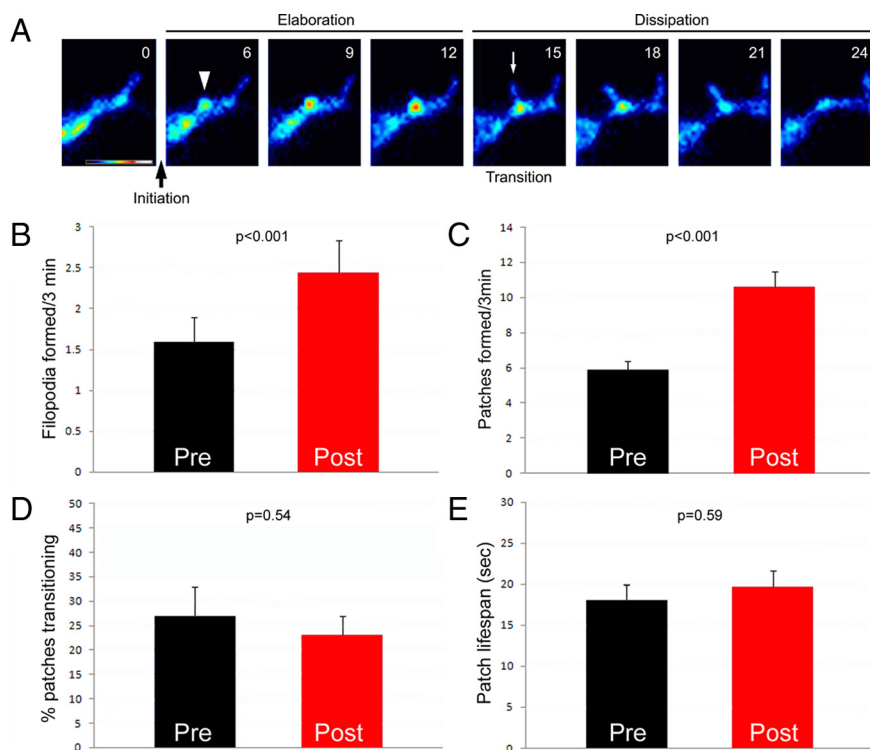 A
Elaboration
Dissipation
0
6
9
12
15
18
21
24
Initiation
Transition
B
p<0.001
Filopodia formed/3 min
3
2.5
2
1.5
1
0.5
0
Pre
Post
C
p<0.001
Patches formed/3min
14
12
10
8
6
4
2
0
Pre
Post
D
p=0.54
% patches transitioning
50
45
40
35
30
25
20
15
10
5
0
Pre
Post
E
p=0.59
Patch lifespan (sec)
30
25
20
15
10
5
0
Pre
Post